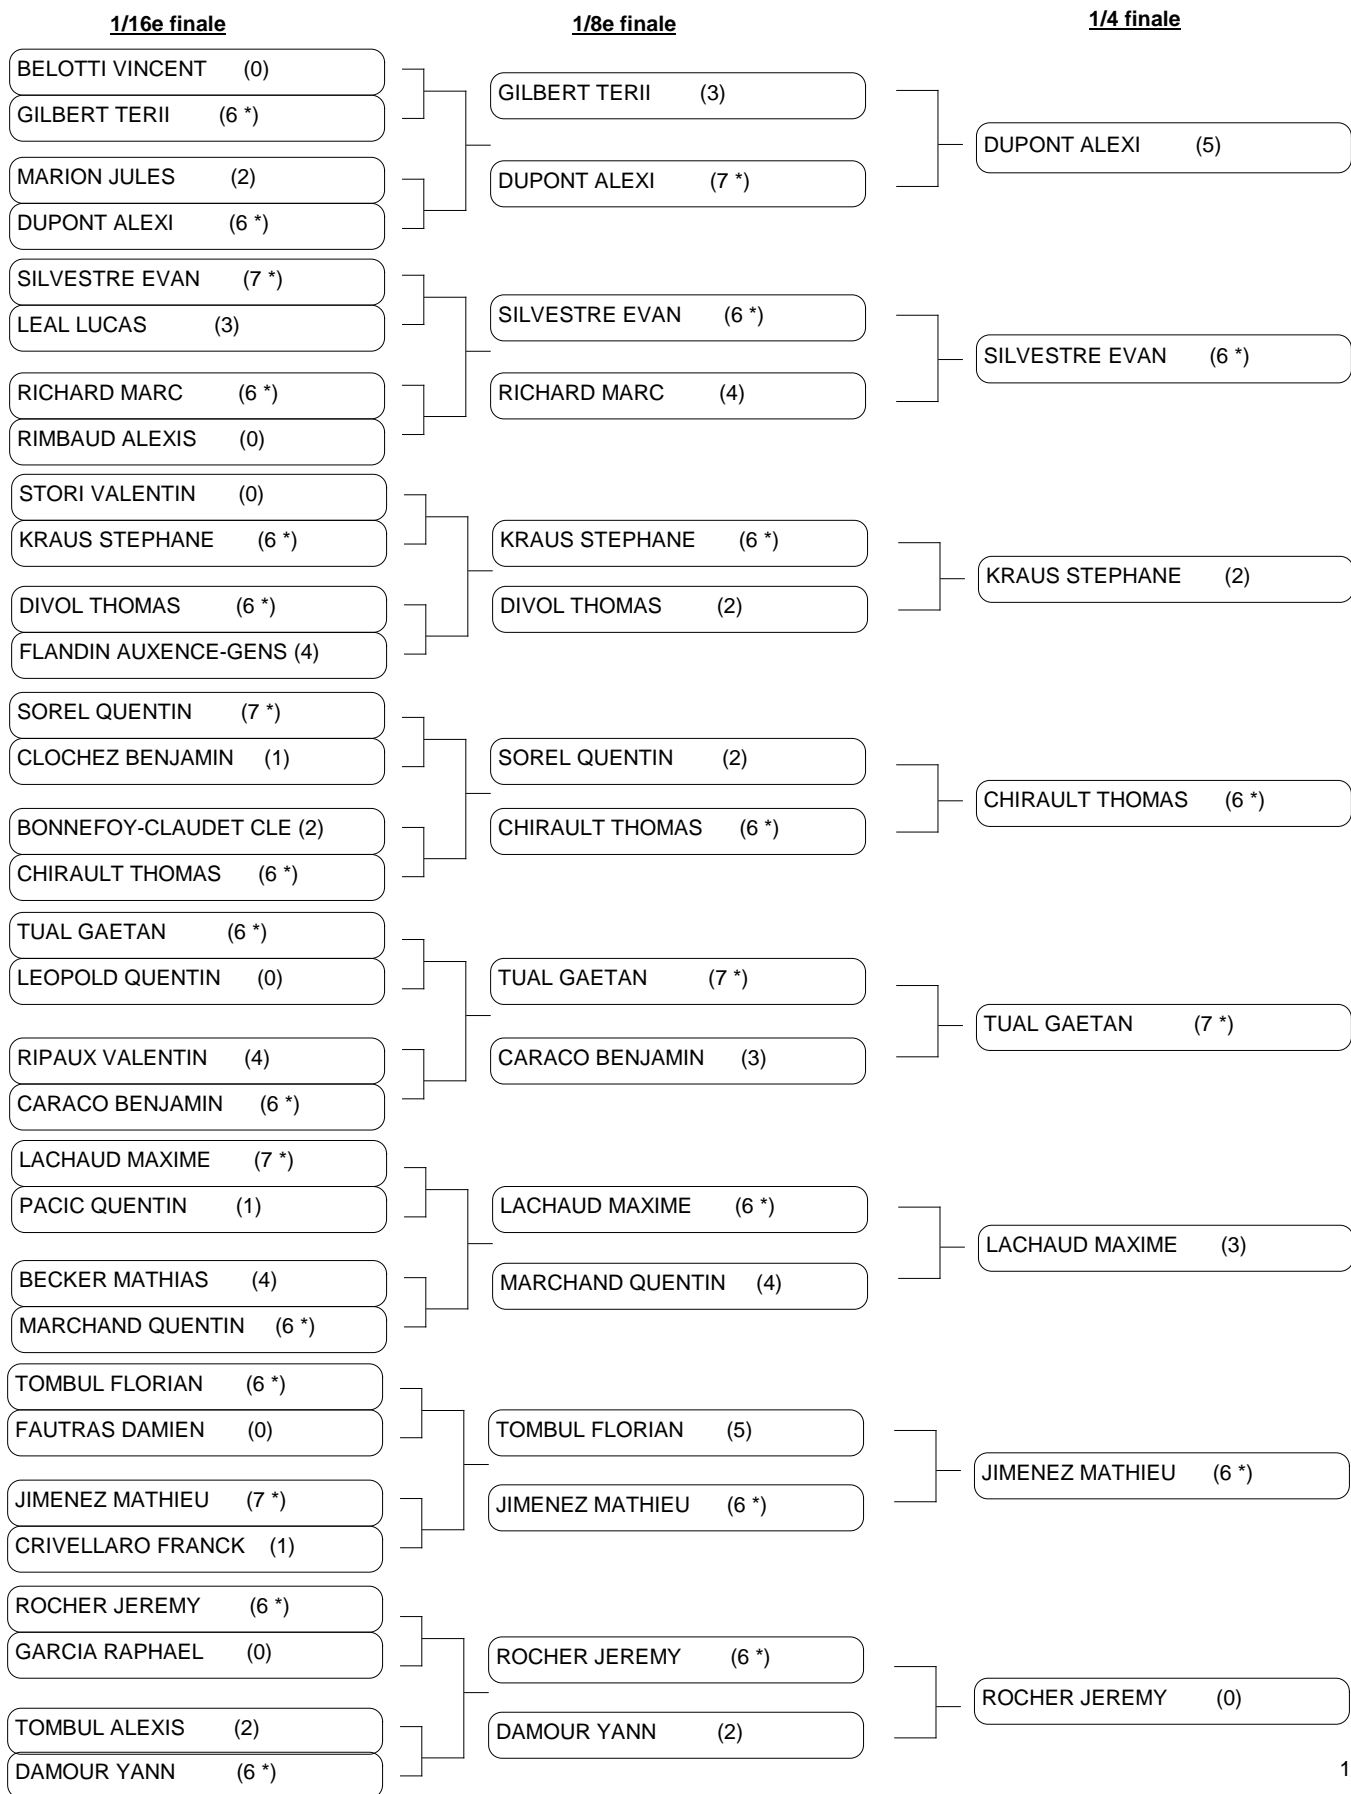 1/16e finale
1/8e finale
1/4 finale
BELOTTI VINCENT (0)
GILBERT TERII (6 *)
MARION JULES (2)
DUPONT ALEXI (6 *)
SILVESTRE EVAN (7 *)
LEAL LUCAS (3)
RICHARD MARC (6 *)
RIMBAUD ALEXIS (0)
STORI VALENTIN (0)
KRAUS STEPHANE (6 *)
DIVOL THOMAS (6 *)
FLANDIN AUXENCE-GENS (4)
SOREL QUENTIN (7 *)
CLOCHEZ BENJAMIN (1)
BONNEFOY-CLAUDET CLE (2)
CHIRAULT THOMAS (6 *)
TUAL GAETAN (6 *)
LEOPOLD QUENTIN (0)
RIPAUX VALENTIN (4)
CARACO BENJAMIN (6 *)
LACHAUD MAXIME (7 *)
PACIC QUENTIN (1)
BECKER MATHIAS (4)
MARCHAND QUENTIN (6 *)
TOMBUL FLORIAN (6 *)
FAUTRAS DAMIEN (0)
JIMENEZ MATHIEU (7 *)
CRIVELLARO FRANCK (1)
ROCHER JEREMY (6 *)
GARCIA RAPHAEL (0)
TOMBUL ALEXIS (2)
DAMOUR YANN (6 *)
GILBERT TERII (3)
DUPONT ALEXI (7 *)
SILVESTRE EVAN (6 *)
RICHARD MARC (4)
KRAUS STEPHANE (6 *)
DIVOL THOMAS (2)
SOREL QUENTIN (2)
CHIRAULT THOMAS (6 *)
TUAL GAETAN (7 *)
CARACO BENJAMIN (3)
LACHAUD MAXIME (6 *)
MARCHAND QUENTIN (4)
TOMBUL FLORIAN (5)
JIMENEZ MATHIEU (6 *)
ROCHER JEREMY (6 *)
DAMOUR YANN (2)
DUPONT ALEXI (5)
SILVESTRE EVAN (6 *)
KRAUS STEPHANE (2)
CHIRAULT THOMAS (6 *)
TUAL GAETAN (7 *)
LACHAUD MAXIME (3)
JIMENEZ MATHIEU (6 *)
ROCHER JEREMY (0)
1